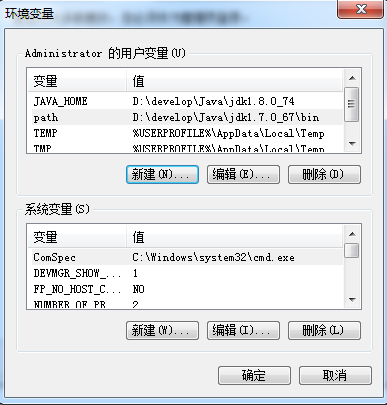 环境变量
Administrator 的用户变量(U)
变量 值
JAVA_HOME D:\develop\Java\jdk1.8.0_74
path D:\develop\Java\jdk1.7.0_67\bin
TEMP %USERPROFILE%\AppData\Local\Temp
TMP %USERPROFILE%\AppData\Local\Temp
新建(N)... 编辑(E)... 删除(D)
系统变量(S)
变量 值
ComSpec C:\Windows\system32\cmd.exe
DEVMGR_SHOW_... 1
FP_NO_HOST_C... NO
NUMBER_OF_PR... 2
新建(W)... 编辑(I)... 删除(L)
确定 取消